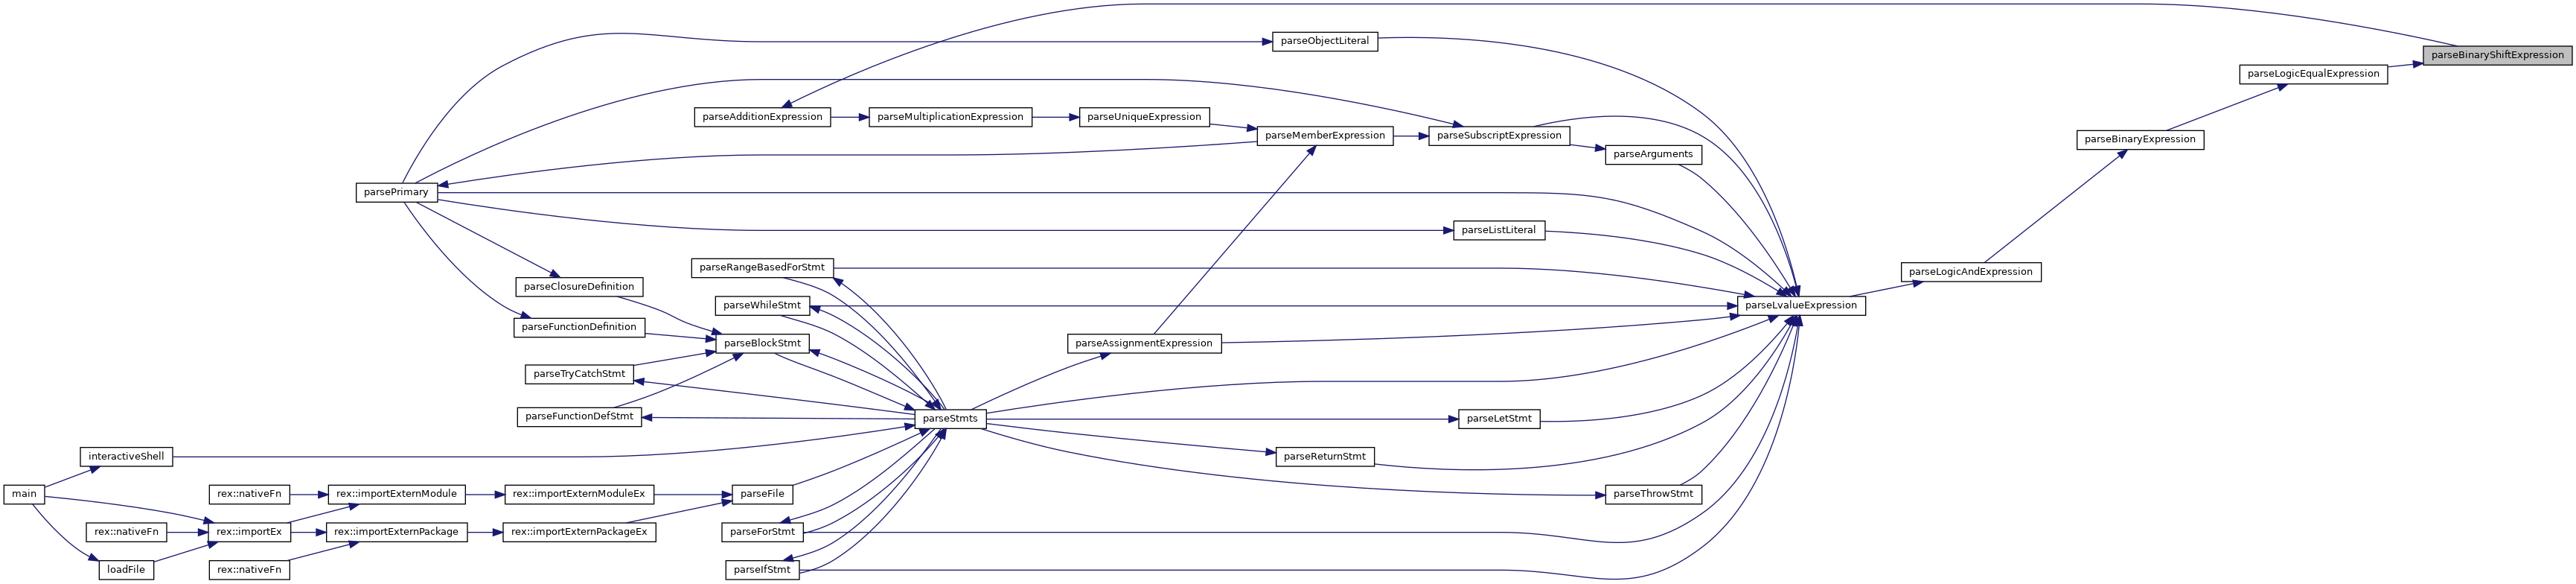 parseBinaryShiftExpression
parseObjectLiteral
parseLogicEqualExpression
parseAdditionExpression
parseMultiplicationExpression
parseUniqueExpression
parseMemberExpression
parseSubscriptExpression
parseBinaryExpression
parseArguments
parsePrimary
parseListLiteral
parseRangeBasedForStmt
parseLogicAndExpression
parseClosureDefinition
parseWhileStmt
parseLvalueExpression
parseFunctionDefinition
parseBlockStmt
parseAssignmentExpression
parseTryCatchStmt
parseFunctionDefStmt
parseStmts
parseLetStmt
interactiveShell
parseReturnStmt
main
rex::nativeFn
rex::importExternModule
rex::importExternModuleEx
parseFile
parseThrowStmt
rex::nativeFn
rex::importEx
rex::importExternPackage
rex::importExternPackageEx
parseForStmt
loadFile
rex::nativeFn
parseIfStmt